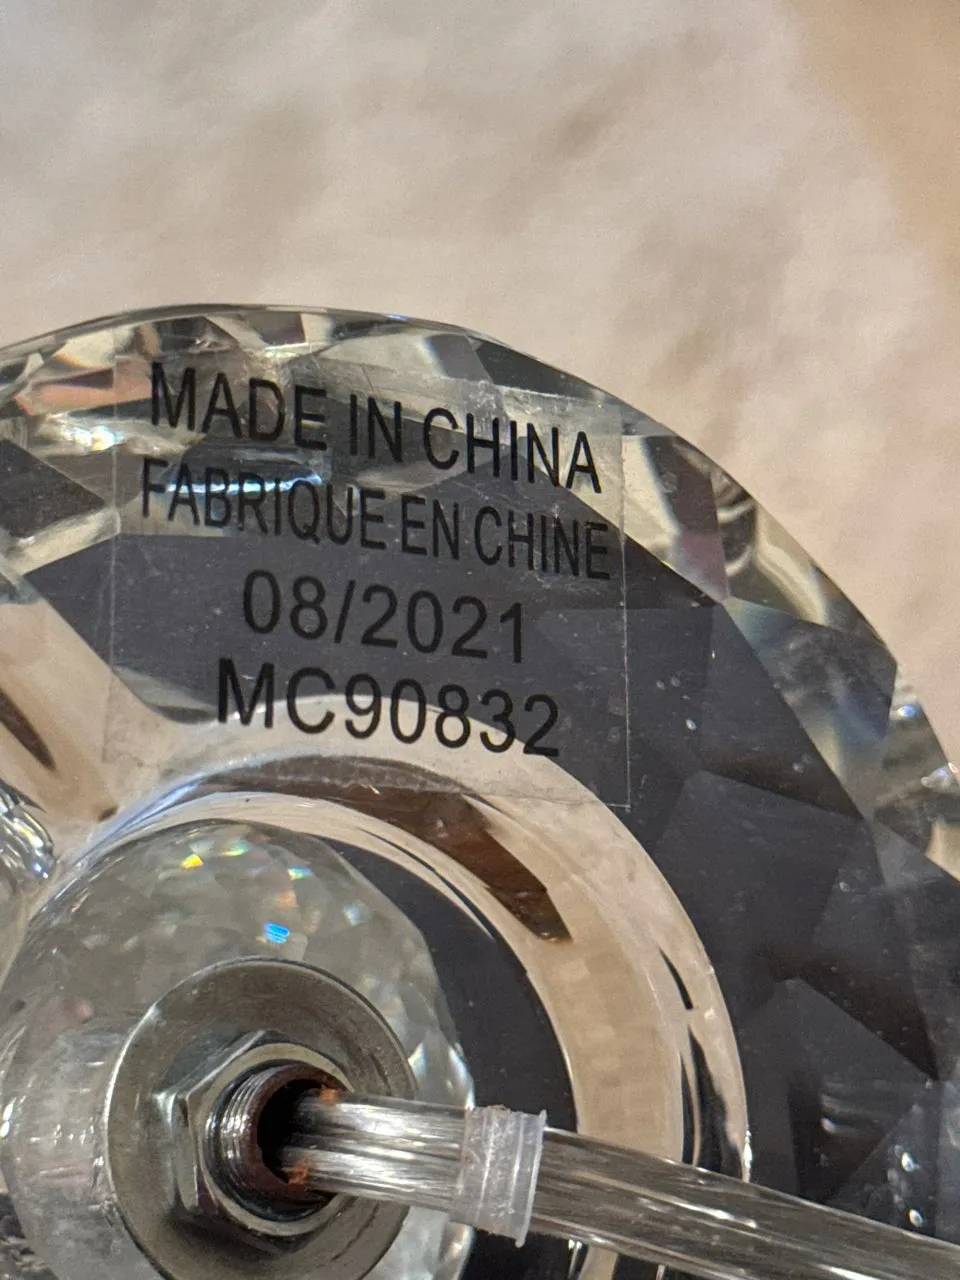 MADE IN CHINA
FABRIQUE EN CHINE
08/2021
MC90832